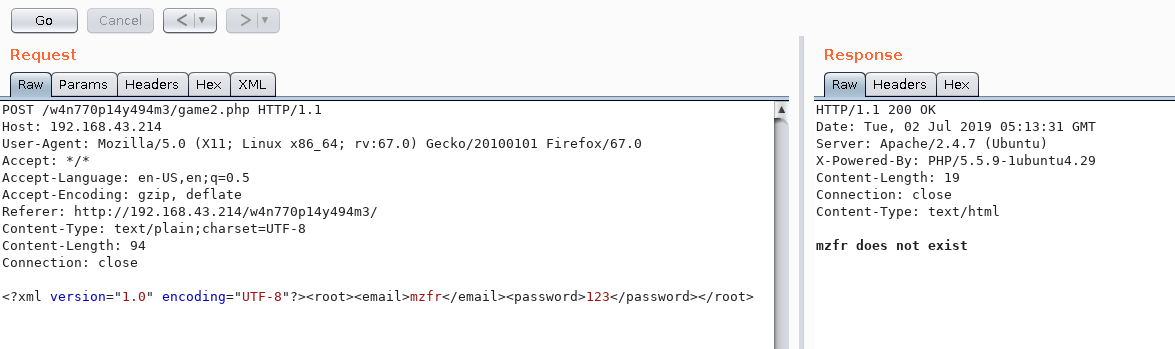 Go
Cancel
< | ▼
> | ▼
Request
Raw
Params
Headers
Hex
XML
POST /w4n770p14y494m3/game2.php HTTP/1.1
Host: 192.168.43.214
User-Agent: Mozilla/5.0 (X11; Linux x86_64; rv:67.0) Gecko/20100101 Firefox/67.0
Accept: */*
Accept-Language: en-US,en;q=0.5
Accept-Encoding: gzip, deflate
Referer: http://192.168.43.214/w4n770p14y494m3/
Content-Type: text/plain;charset=UTF-8
Content-Length: 94
Connection: close
<?xml version="1.0" encoding="UTF-8"?><root><email>mzfr</email><password>123</password></root>
Response
Raw
Headers
Hex
HTTP/1.1 200 OK
Date: Tue, 02 Jul 2019 05:13:31 GMT
Server: Apache/2.4.7 (Ubuntu)
X-Powered-By: PHP/5.5.9-1ubuntu4.29
Content-Length: 19
Connection: close
Content-Type: text/html
mzfr does not exist